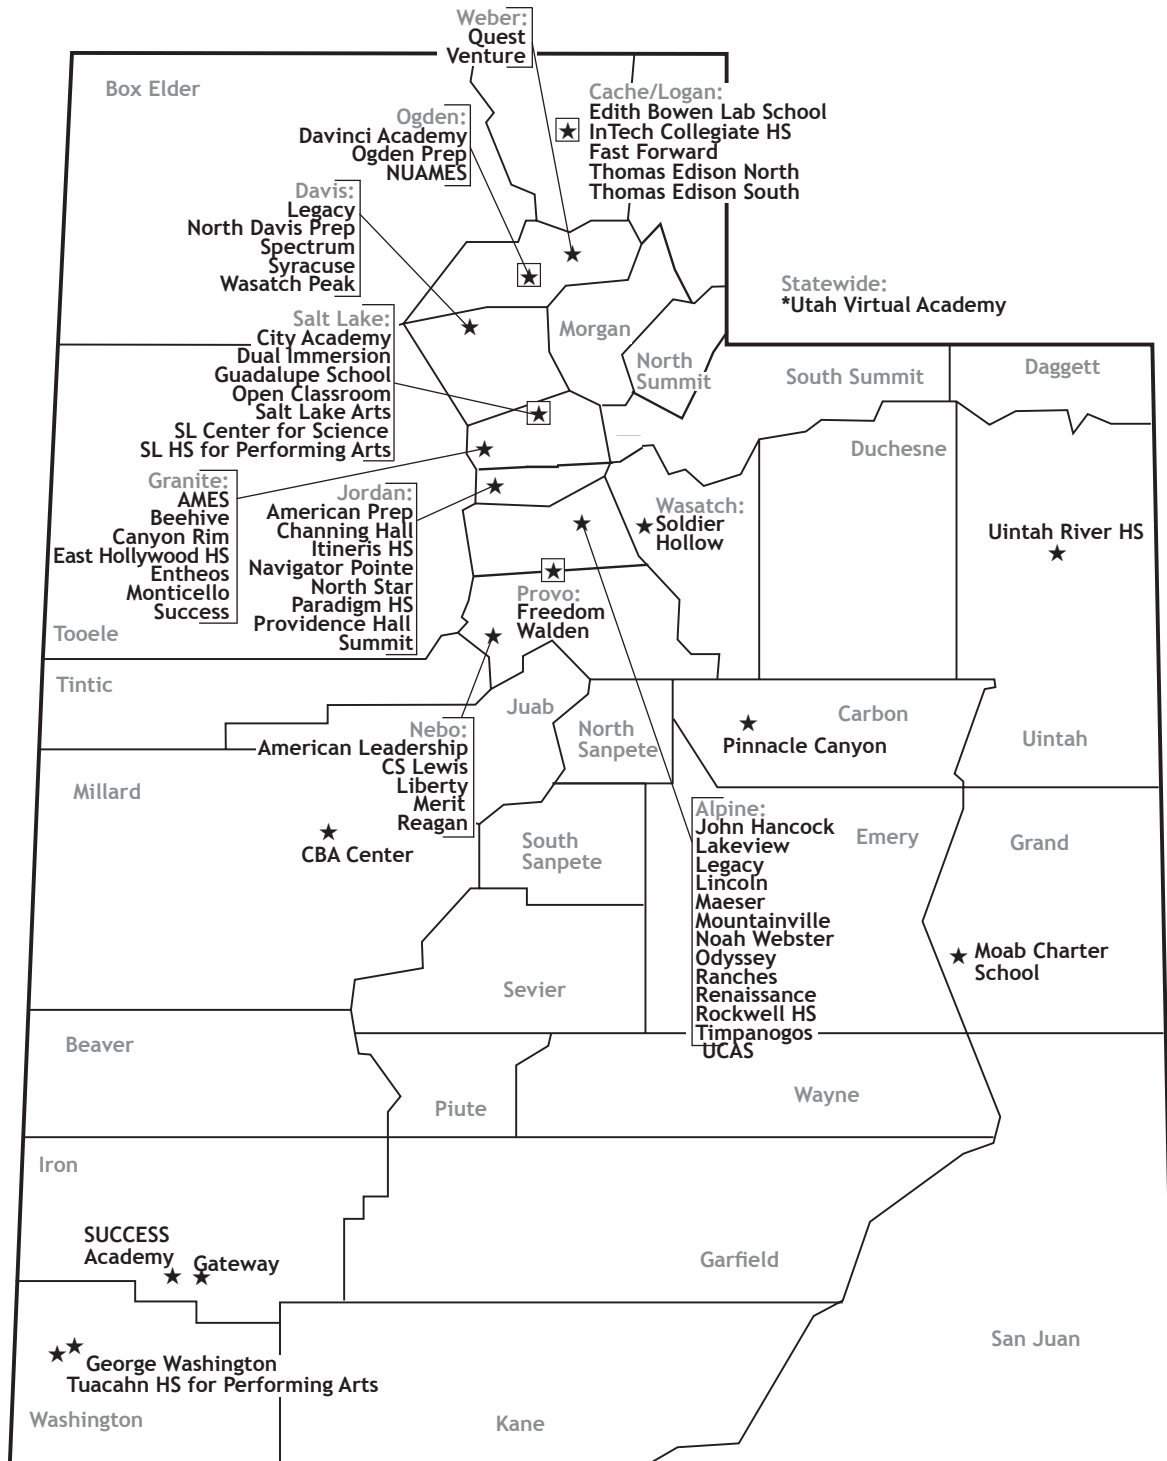 Weber:
Quest
Venture
Box Elder
Cache/Logan:
Edith Bowen Lab School
InTech Collegiate HS
Fast Forward
Thomas Edison North
Thomas Edison South
Ogden:
Davinci Academy
Ogden Prep
NUAMES
Davis:
Legacy
North Davis Prep
Spectrum
Syracuse
Wasatch Peak
Statewide:
*Utah Virtual Academy
Salt Lake:
City Academy
Dual Immersion
Guadalupe School
Open Classroom
Salt Lake Arts
SL Center for Science
SL HS for Performing Arts
Morgan
North
Summit
South Summit
Daggett
Duchesne
Granite:
AMES
Beehive
Canyon Rim
East Hollywood HS
Entheos
Monticello
Success
Jordan:
American Prep
Channing Hall
Itineris HS
Navigator Pointe
North Star
Paradigm HS
Providence Hall
Summit
Wasatch:
Soldier
Hollow
Uintah River HS
Provo:
Freedom
Walden
Tooele
Tintic
Juab
North
Sanpete
Carbon
Pinnacle Canyon
Uintah
Nebo:
American Leadership
CS Lewis
Liberty
Merit
Reagan
Millard
CBA Center
South
Sanpete
Alpine:
John Hancock
Lakeview
Legacy
Lincoln
Maeser
Mountainville
Noah Webster
Odyssey
Ranches
Renaissance
Rockwell HS
Timpanogos
UCAS
Emery
Grand
Moab Charter
School
Sevier
Beaver
Piute
Wayne
Iron
SUCCESS
Academy
Gateway
Garfield
San Juan
George Washington
Tuacahn HS for Performing Arts
Washington
Kane